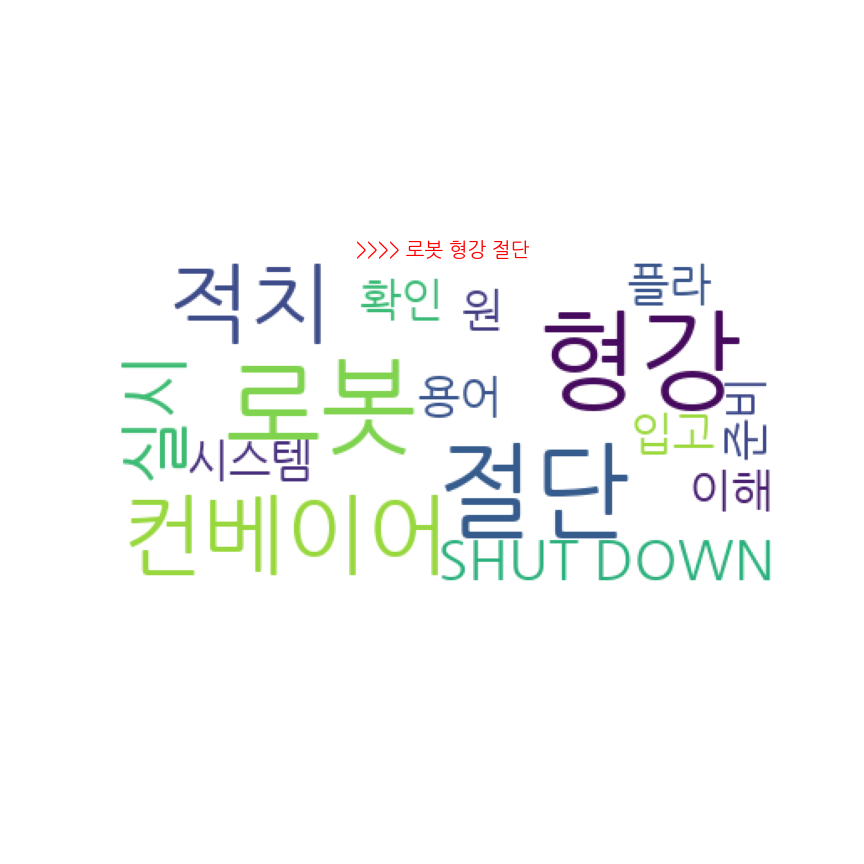 >>>> 로봇 형강 절단
적치
확인
원
플라
형강
실시
로봇
용어
준비
입고
시스템
절단
이해
컨베이어
SHUT DOWN